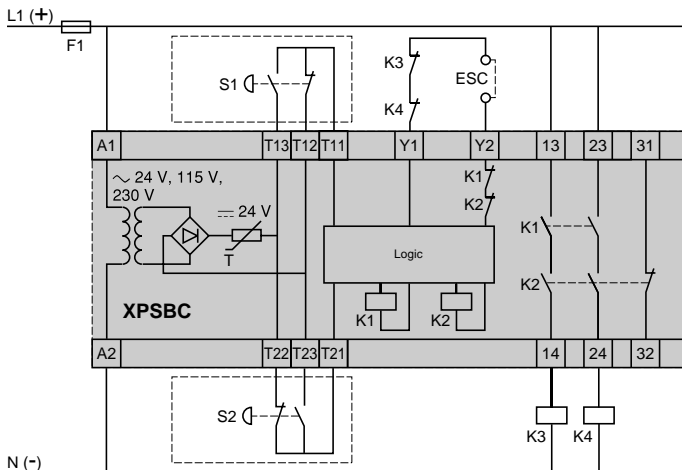 L1 (+)
F1
S1
K3
K4
ESC
A1
T13
T12
T11
Y1
Y2
13
23
31
~ 24 V, 115 V,
230 V
⎓ 24 V
T
K1
K2
Logic
K1
K2
K1
K2
XPSBC
A2
T22
T23
T21
14
24
32
S2
K3
K4
N (-)